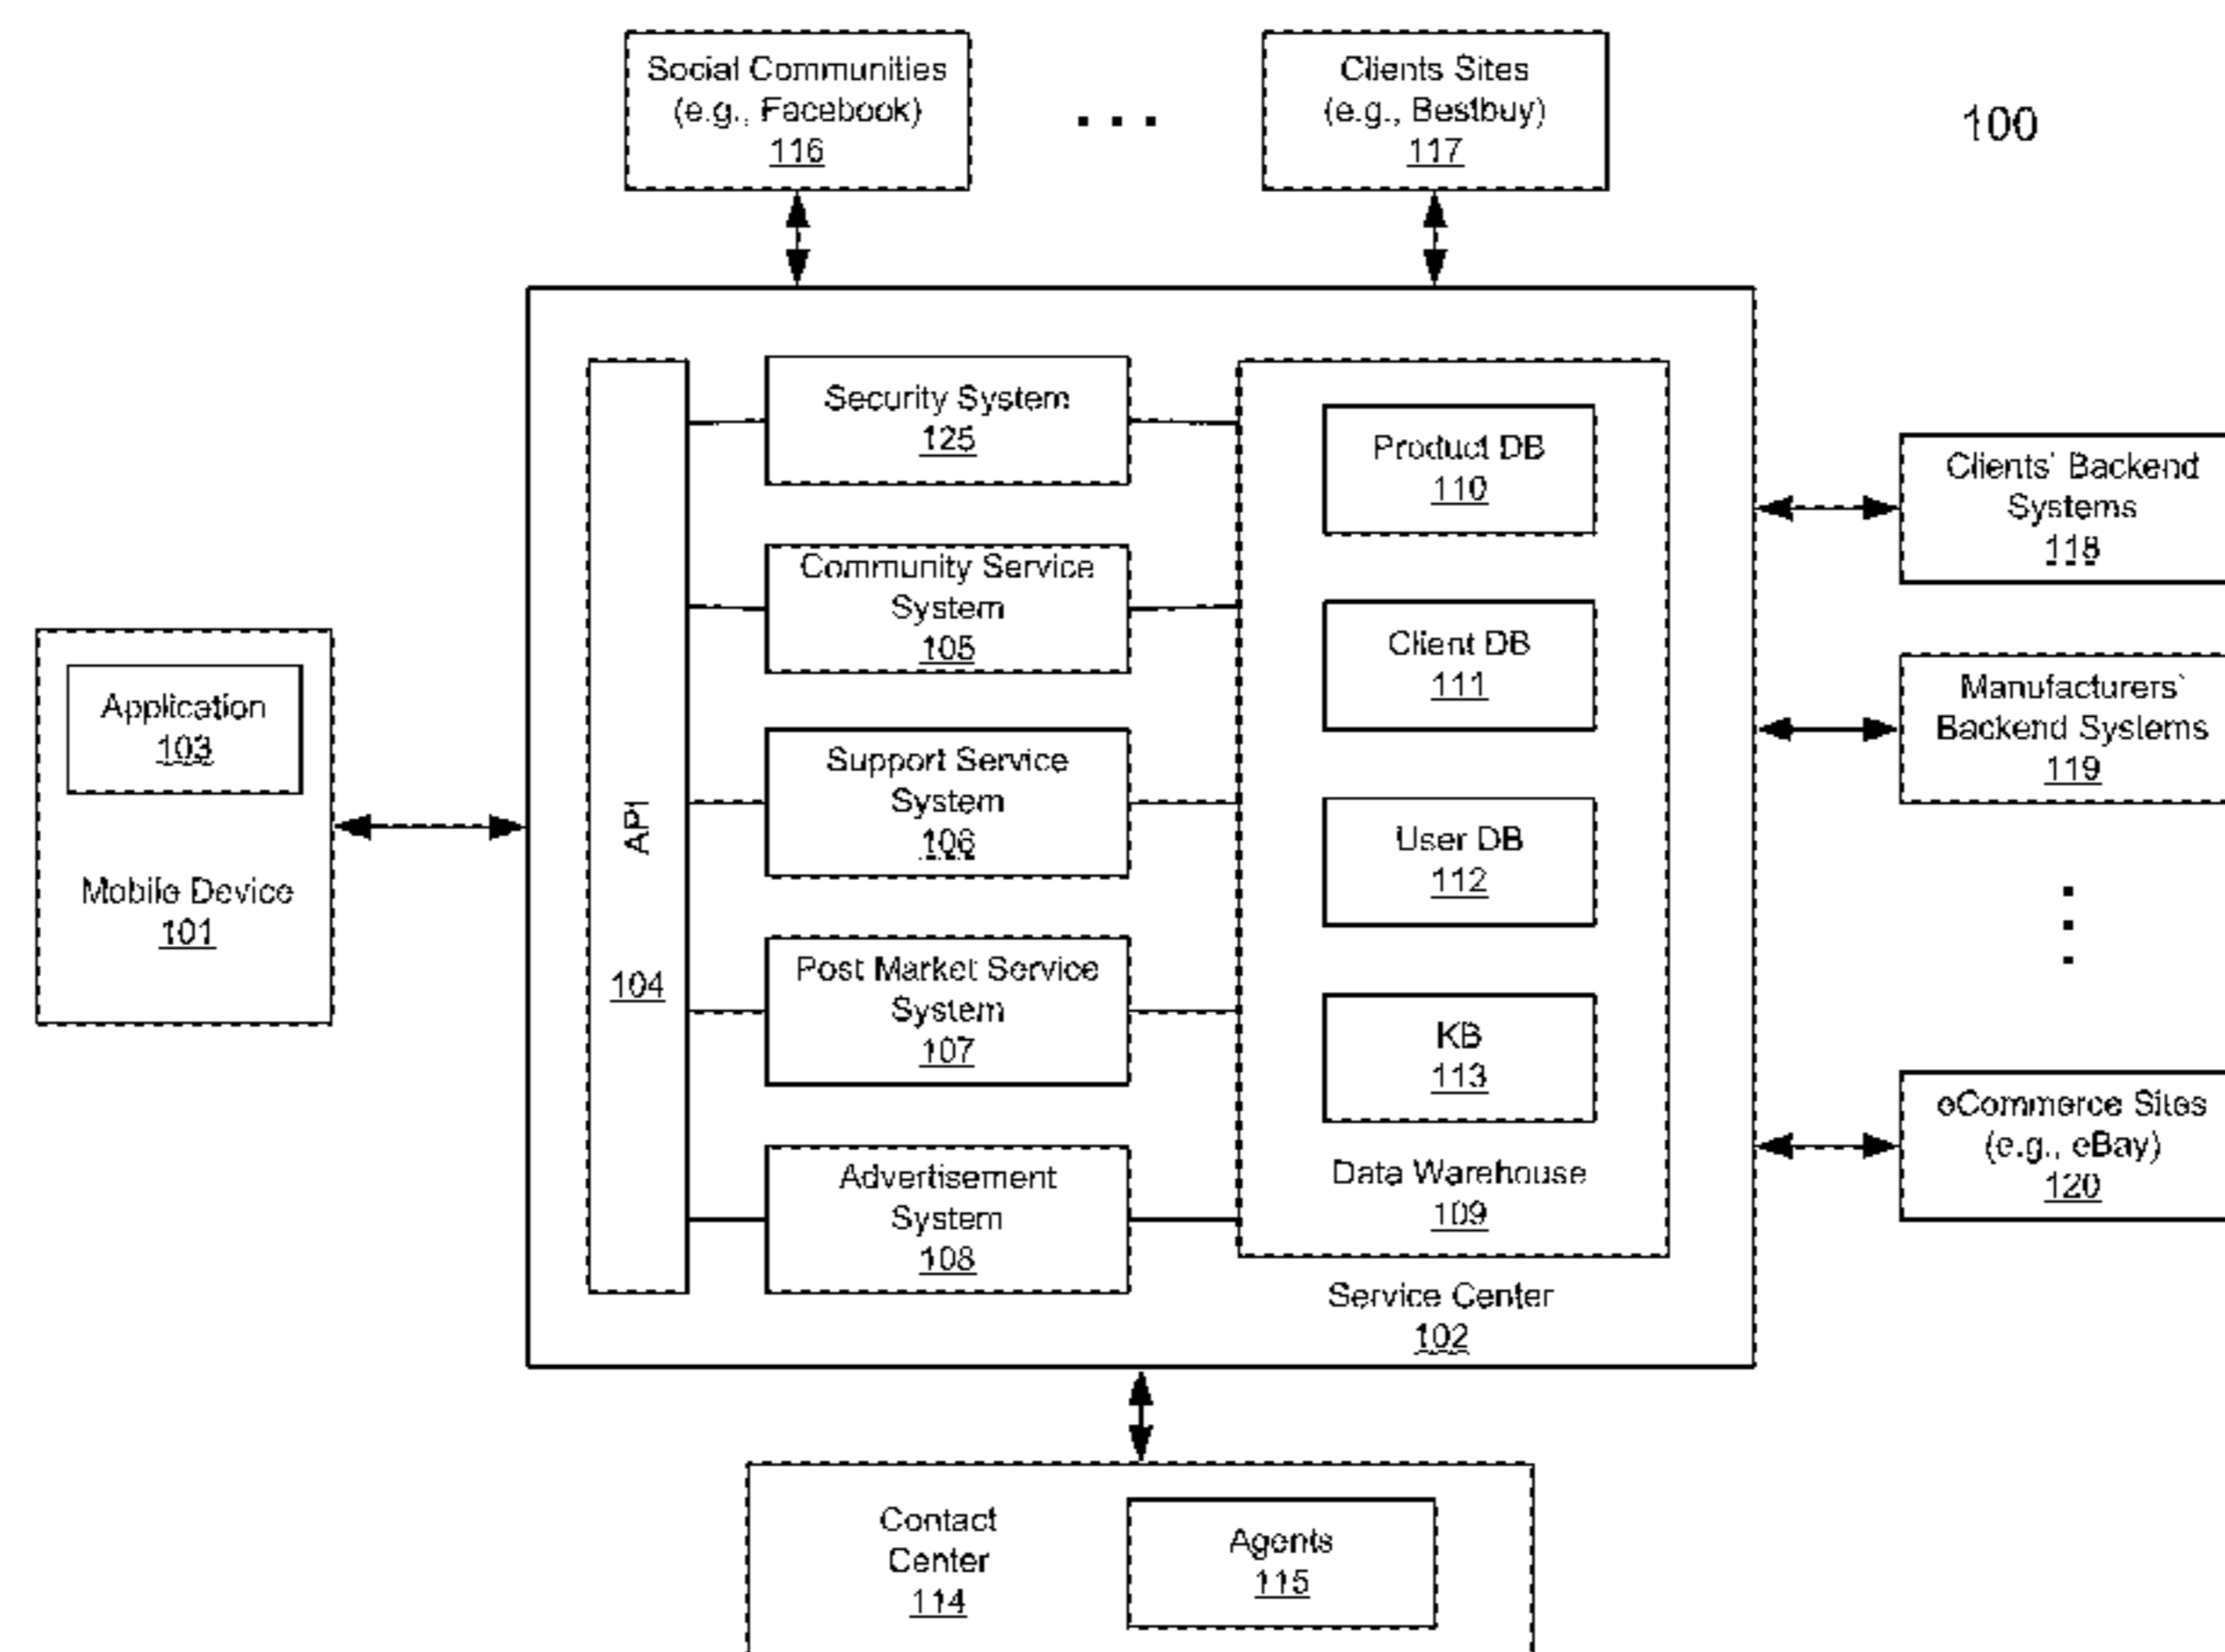 Social Communities
(e.g., Facebook)
116
Clients Sites
(e.g., Bestbuy)
117
100
Security System
125
Community Service
System
105
Support Service
System
106
Post Market Service
System
107
Advertisement
System
108
API
104
Product DB
110
Client DB
111
User DB
112
KB
113
Data Warehouse
109
Service Center
102
Application
103
Mobile Device
101
Clients' Backend
Systems
118
Manufacturers'
Backend Systems
119
eCommerce Sites
(e.g., eBay)
120
Contact
Center
114
Agents
115